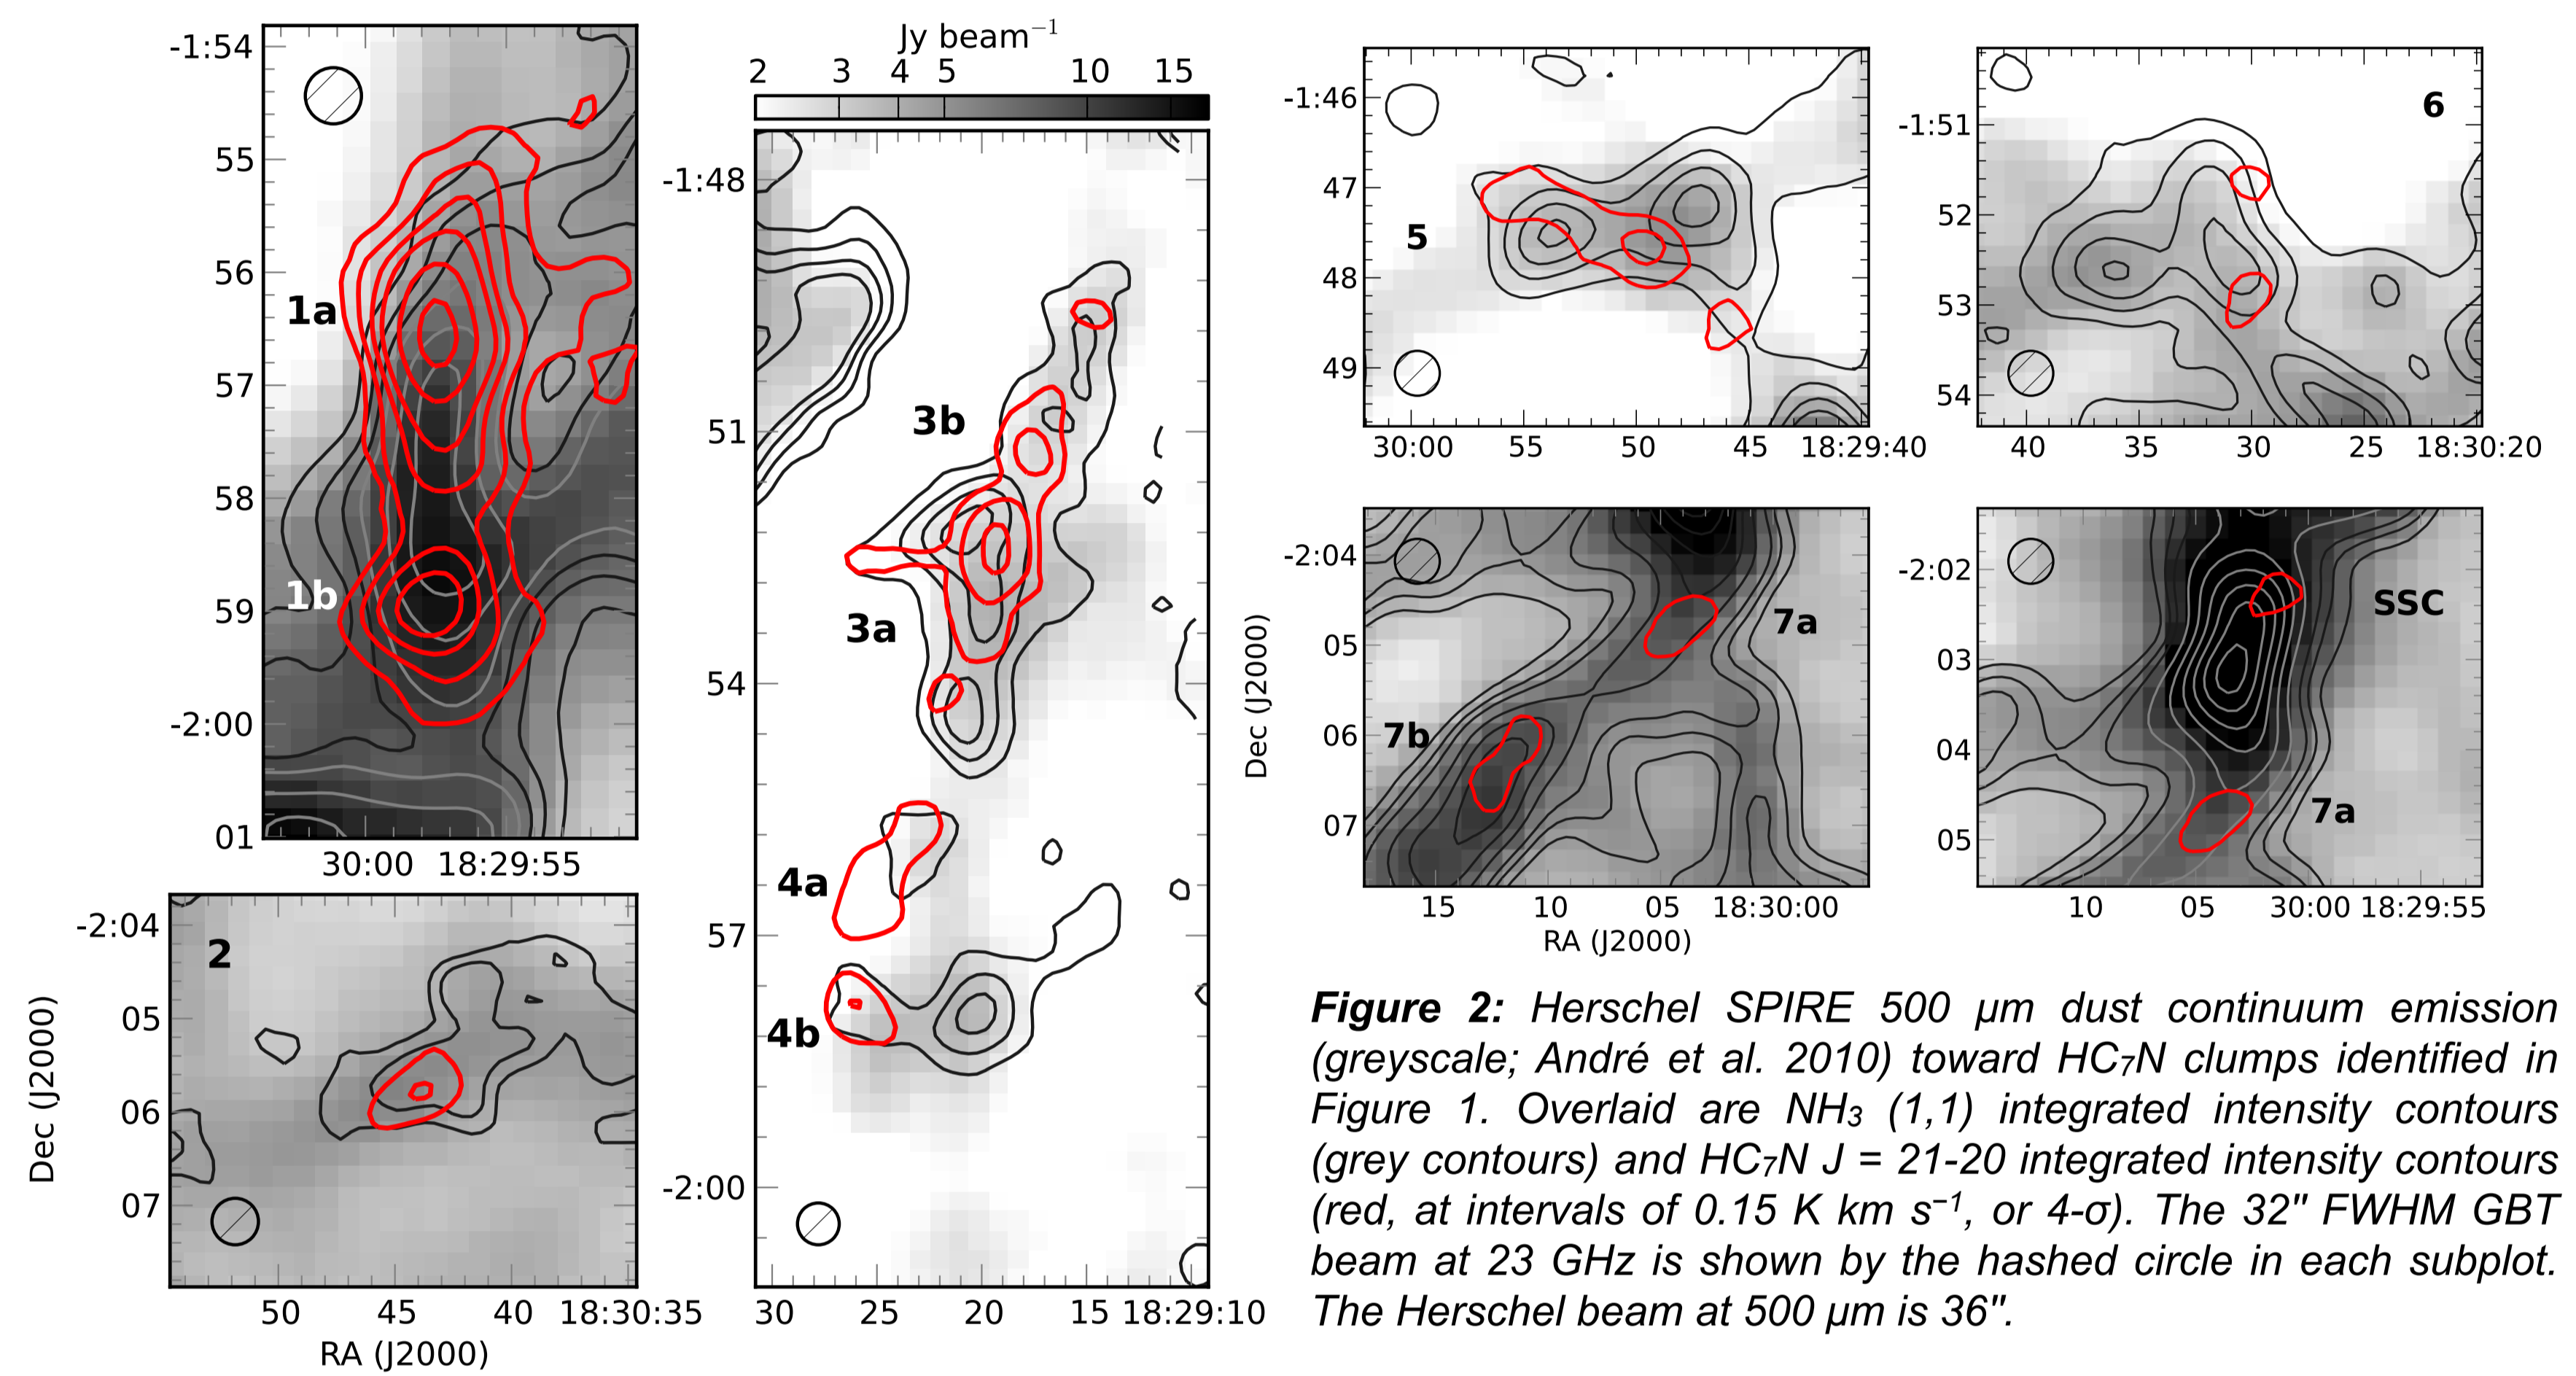 -1:54
55
56
57
58
59
-2:00
01
1a
1b
30:00 18:29:55
-2:04
05
06
07
2
50 45 40 18:30:35
RA (J2000)
Dec (J2000)
Jy beam⁻¹
2 3 4 5 10 15
-1:48
51
54
57
-2:00
3b
3a
4a
4b
30 25 20 15 18:29:10
-1:46
47
48
49
5
30:00 55 50 45 18:29:40
-1:51
52
53
54
6
40 35 30 25 18:30:20
Dec (J2000)
-2:04
05
06
07
7a
7b
15 10 05 18:30:00
RA (J2000)
-2:02
03
04
05
SSC
7a
10 05 30:00 18:29:55
Figure 2: Herschel SPIRE 500 μm dust continuum emission
(greyscale; André et al. 2010) toward HC₇N clumps identified in
Figure 1. Overlaid are NH₃ (1,1) integrated intensity contours
(grey contours) and HC₇N J = 21-20 integrated intensity contours
(red, at intervals of 0.15 K km s⁻¹, or 4-σ). The 32" FWHM GBT
beam at 23 GHz is shown by the hashed circle in each subplot.
The Herschel beam at 500 μm is 36".